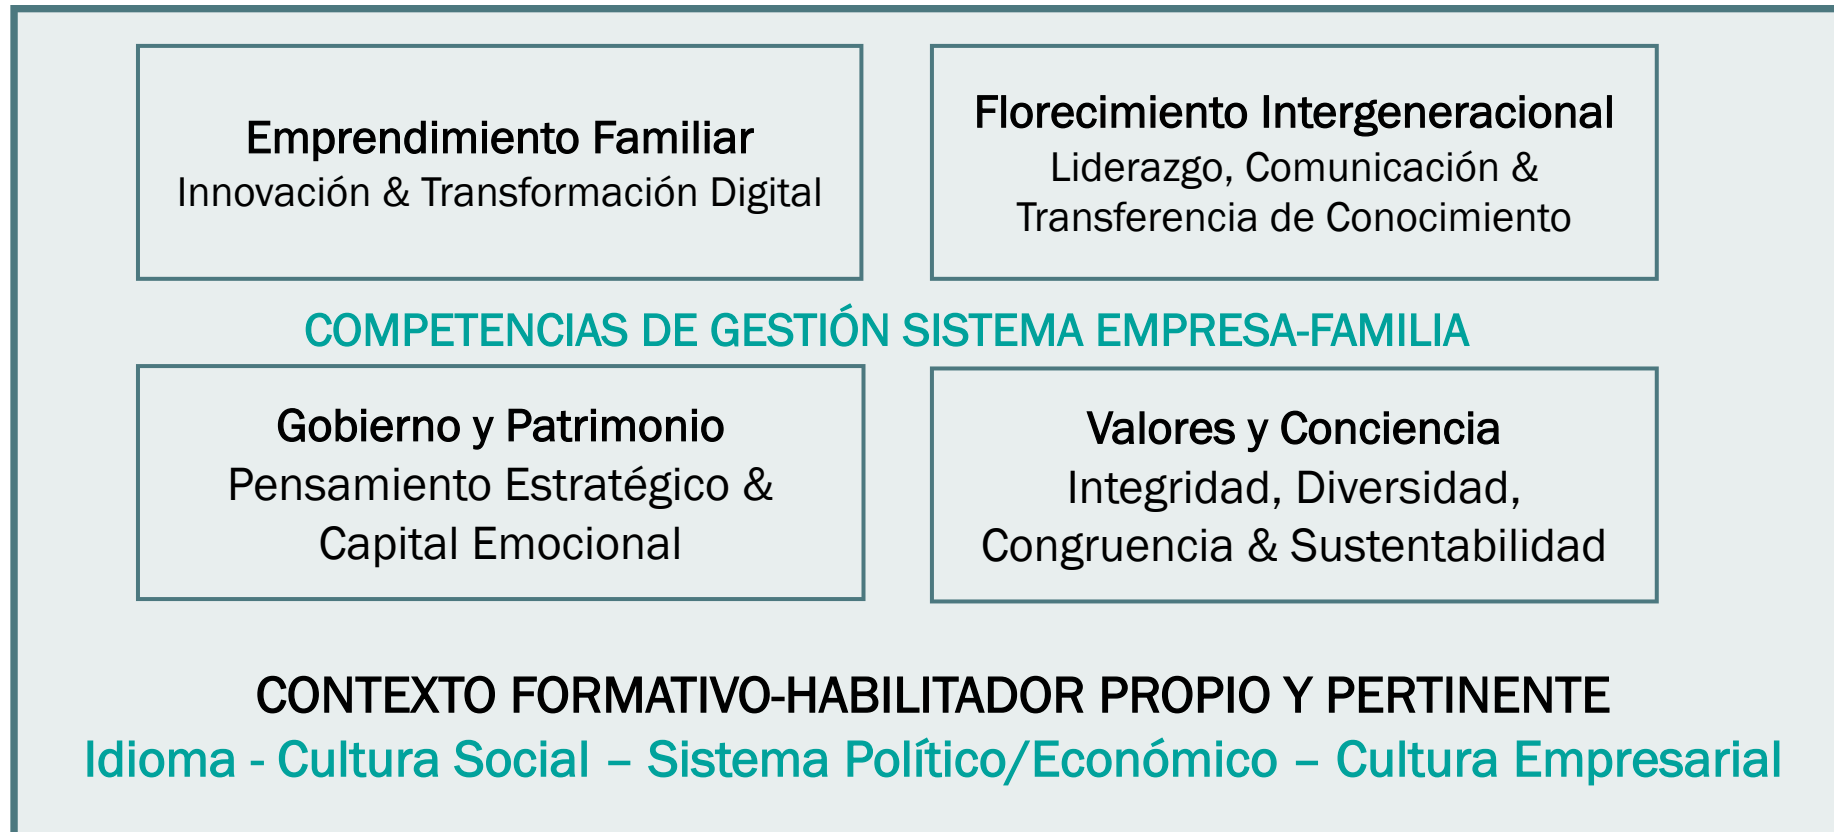 Emprendimiento Familiar
Innovación & Transformación Digital
Florecimiento Intergeneracional
Liderazgo, Comunicación &
Transferencia de Conocimiento
COMPETENCIAS DE GESTIÓN SISTEMA EMPRESA-FAMILIA
Gobierno y Patrimonio
Pensamiento Estratégico &
Capital Emocional
Valores y Conciencia
Integridad, Diversidad,
Congruencia & Sustentabilidad
CONTEXTO FORMATIVO-HABILITADOR PROPIO Y PERTINENTE
Idioma - Cultura Social – Sistema Político/Económico – Cultura Empresarial